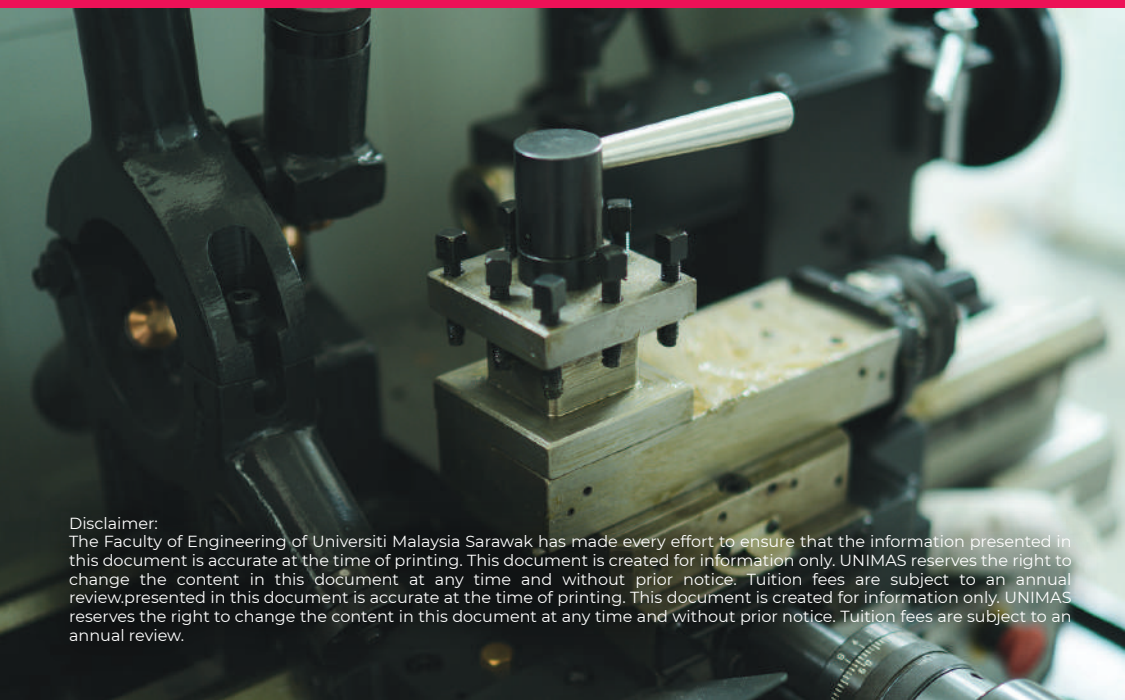 Disclaimer:
The Faculty of Engineering of Universiti Malaysia Sarawak has made every effort to ensure that the information presented in
this document is accurate at the time of printing. This document is created for information only. UNIMAS reserves the right to
change the content in this document at any time and without prior notice. Tuition fees are subject to an annual
review.presented in this document is accurate at the time of printing. This document is created for information only. UNIMAS
reserves the right to change the content in this document at any time and without prior notice. Tuition fees are subject to an
annual review.